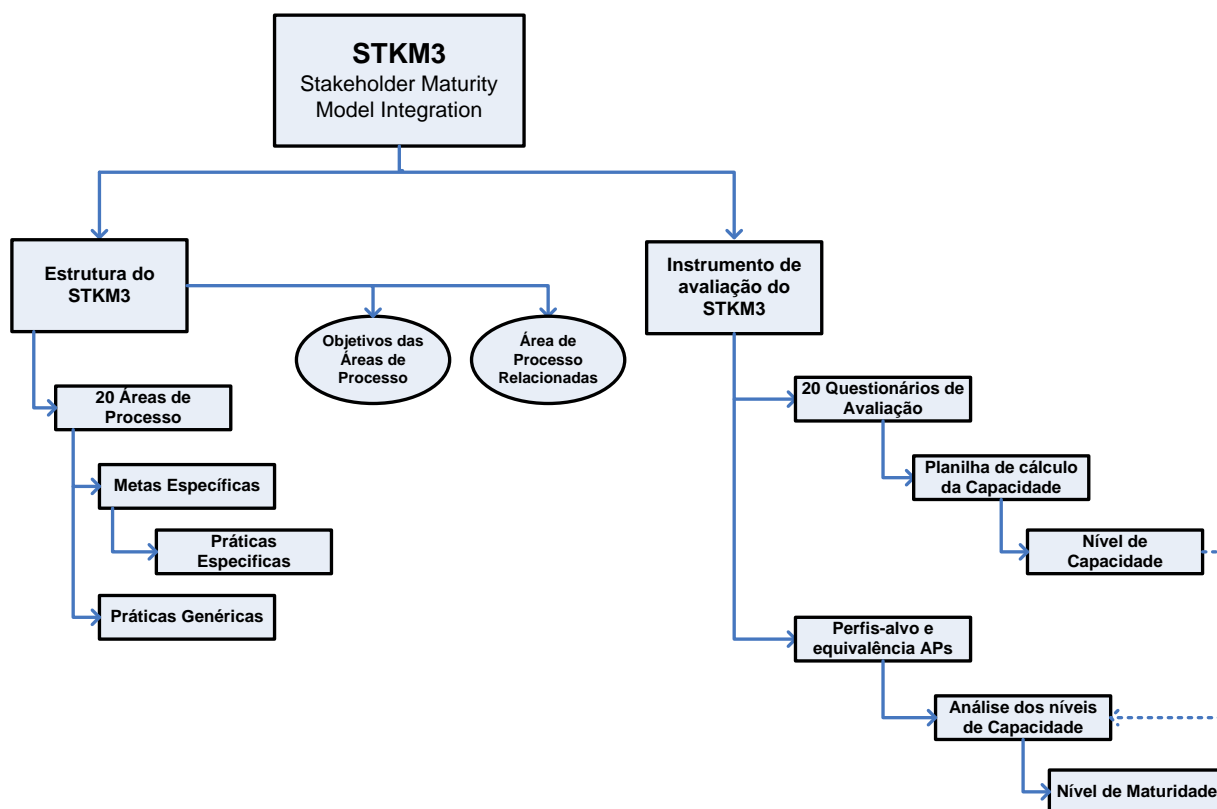 STKM3
Stakeholder Maturity
Model Integration
Estrutura do
STKM3
Instrumento de
avaliação do
STKM3
Objetivos das
Áreas de
Processo
Área de
Processo
Relacionadas
20 Áreas de
Processo
20 Questionários de
Avaliação
Metas Específicas
Planilha de cálculo
da Capacidade
Práticas
Especificas
Nível de
Capacidade
Práticas Genéricas
Perfis-alvo e
equivalência APs
Análise dos níveis
de Capacidade
Nível de Maturidade